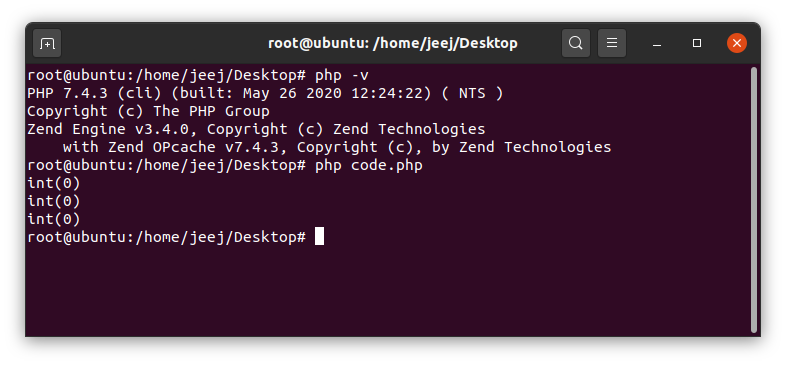 root@ubuntu: /home/jeej/Desktop
root@ubuntu:/home/jeej/Desktop# php -v
PHP 7.4.3 (cli) (built: May 26 2020 12:24:22) ( NTS )
Copyright (c) The PHP Group
Zend Engine v3.4.0, Copyright (c) Zend Technologies
    with Zend OPcache v7.4.3, Copyright (c), by Zend Technologies
root@ubuntu:/home/jeej/Desktop# php code.php
int(0)
int(0)
int(0)
root@ubuntu:/home/jeej/Desktop#